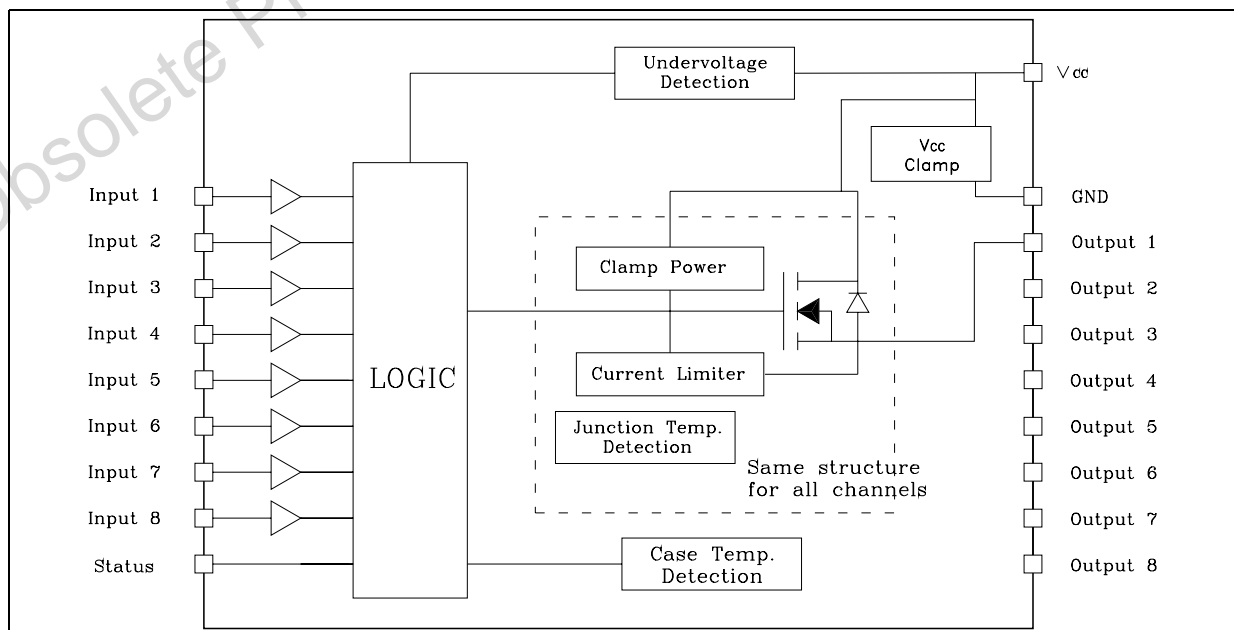 Obsolete Pr
Undervoltage
Detection
Vcc
Vcc
Clamp
Input 1
GND
Input 2
Output 1
Clamp Power
Input 3
Output 2
Input 4
Output 3
LOGIC
Current Limiter
Input 5
Output 4
Junction Temp.
Detection
Input 6
Output 5
Same structure
for all channels
Input 7
Output 6
Input 8
Output 7
Case Temp.
Detection
Status
Output 8